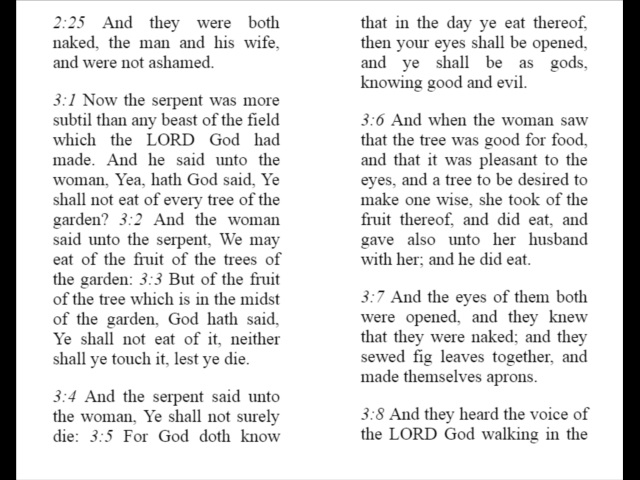 2:25 And they were both
naked, the man and his wife,
and were not ashamed.
3:1 Now the serpent was more
subtil than any beast of the field
which the LORD God had
made. And he said unto the
woman, Yea, hath God said, Ye
shall not eat of every tree of the
garden? 3:2 And the woman
said unto the serpent, We may
eat of the fruit of the trees of
the garden: 3:3 But of the fruit
of the tree which is in the midst
of the garden, God hath said,
Ye shall not eat of it, neither
shall ye touch it, lest ye die.
3:4 And the serpent said unto
the woman, Ye shall not surely
die: 3:5 For God doth know
that in the day ye eat thereof,
then your eyes shall be opened,
and ye shall be as gods,
knowing good and evil.
3:6 And when the woman saw
that the tree was good for food,
and that it was pleasant to the
eyes, and a tree to be desired to
make one wise, she took of the
fruit thereof, and did eat, and
gave also unto her husband
with her; and he did eat.
3:7 And the eyes of them both
were opened, and they knew
that they were naked; and they
sewed fig leaves together, and
made themselves aprons.
3:8 And they heard the voice of
the LORD God walking in the